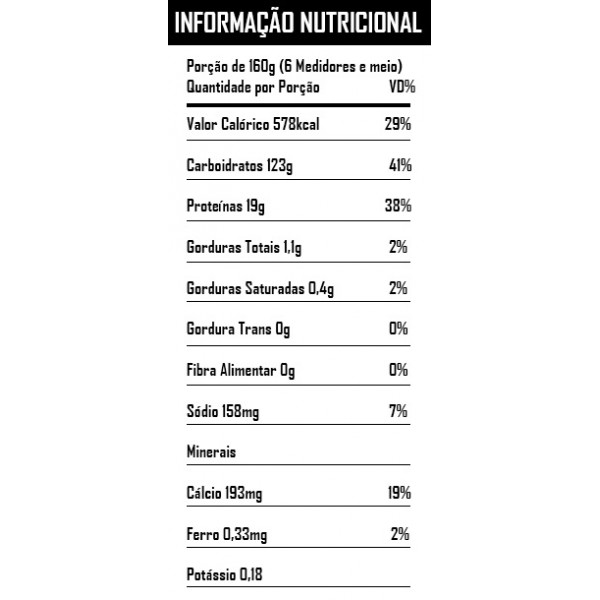 INFORMAÇÃO NUTRICIONAL
Porção de 160g (6 Medidores e meio)
Quantidade por Porção VD%
Valor Calórico 578kcal 29%
Carboidratos 123g 41%
Proteínas 19g 38%
Gorduras Totais 1,1g 2%
Gorduras Saturadas 0,4g 2%
Gordura Trans 0g 0%
Fibra Alimentar 0g 0%
Sódio 158mg 7%
Minerais
Cálcio 193mg 19%
Ferro 0,33mg 2%
Potássio 0,18